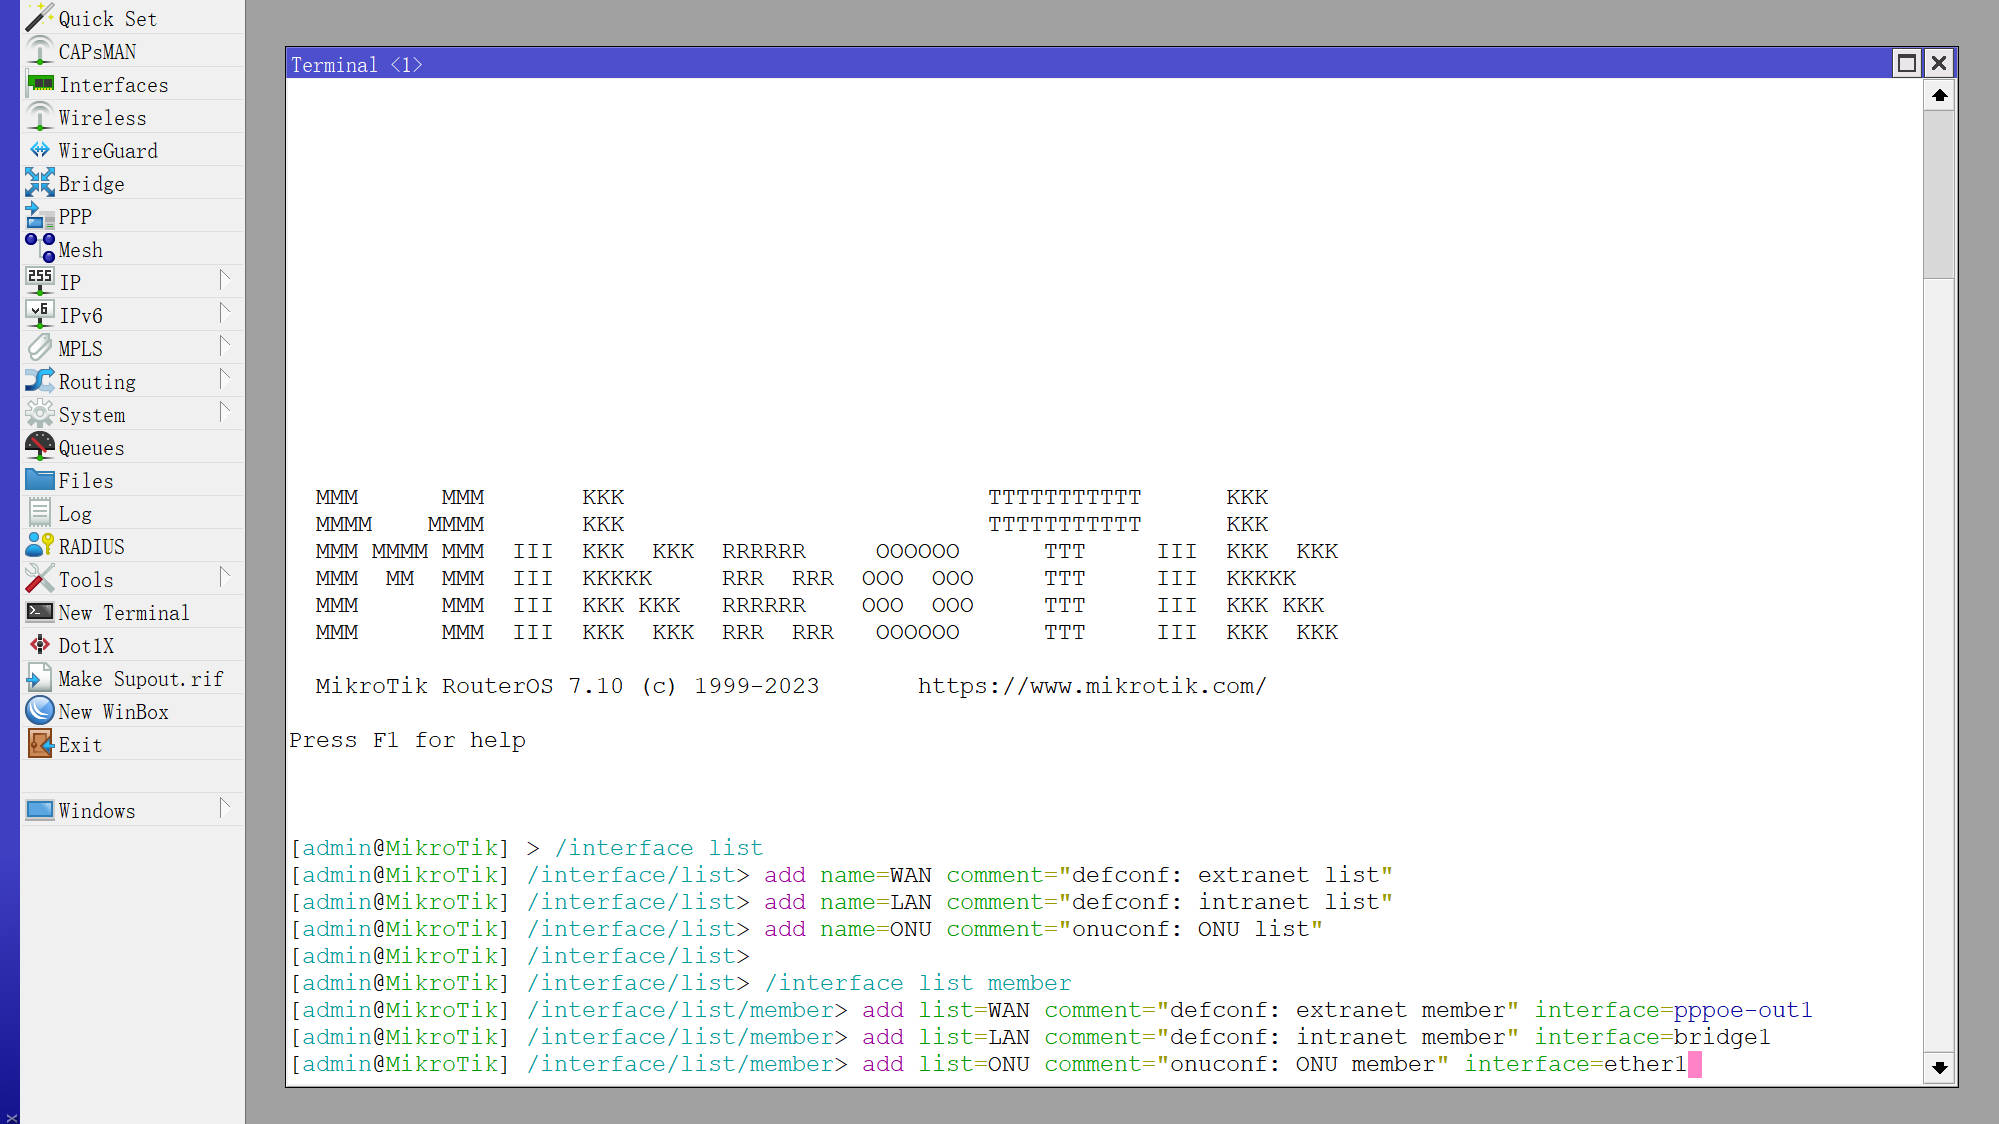 Quick Set
CAPsMAN
Interfaces
Wireless
WireGuard
Bridge
PPP
Mesh
255 IP
v6 IPv6
MPLS
Routing
System
Queues
Files
Log
RADIUS
Tools
New Terminal
Dot1X
Make Supout.rif
New WinBox
Exit
Windows
Terminal <1>
MMM      MMM       KKK                          TTTTTTTTTTT      KKK
MMMM    MMMM       KKK                          TTTTTTTTTTT      KKK
MMM MMMM MMM  III  KKK  KKK  RRRRRR     OOOOOO      TTT     III  KKK  KKK
MMM  MM  MMM  III  KKKKK     RRR  RRR  OOO  OOO     TTT     III  KKKKK
MMM      MMM  III  KKK KKK   RRRRRR    OOO  OOO     TTT     III  KKK KKK
MMM      MMM  III  KKK  KKK  RRR  RRR   OOOOOO      TTT     III  KKK  KKK
MikroTik RouterOS 7.10 (c) 1999-2023       https://www.mikrotik.com/
Press F1 for help
[admin@MikroTik] > /interface list
[admin@MikroTik] /interface/list> add name=WAN comment="defconf: extranet list"
[admin@MikroTik] /interface/list> add name=LAN comment="defconf: intranet list"
[admin@MikroTik] /interface/list> add name=ONU comment="onuconf: ONU list"
[admin@MikroTik] /interface/list>
[admin@MikroTik] /interface/list> /interface list member
[admin@MikroTik] /interface/list/member> add list=WAN comment="defconf: extranet member" interface=pppoe-out1
[admin@MikroTik] /interface/list/member> add list=LAN comment="defconf: intranet member" interface=bridge1
[admin@MikroTik] /interface/list/member> add list=ONU comment="onuconf: ONU member" interface=ether1